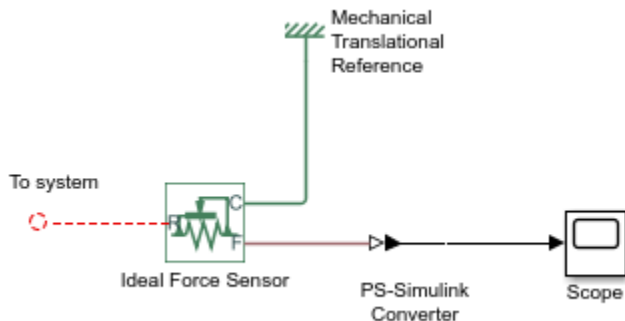 Mechanical
Translational
Reference
To system
R
C
F
Ideal Force Sensor
PS-Simulink
Converter
Scope